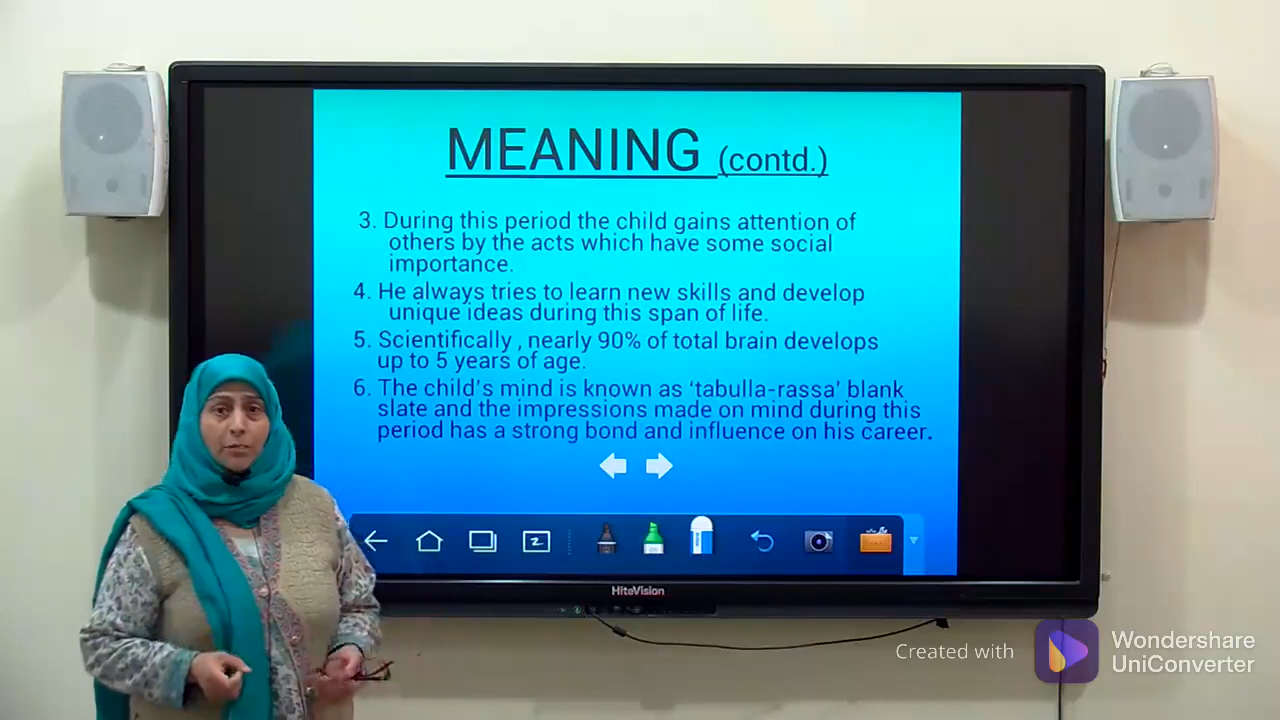 MEANING (contd.)
3. During this period the child gains attention of
others by the acts which have some social
importance.
4. He always tries to learn new skills and develop
unique ideas during this span of life.
5. Scientifically , nearly 90% of total brain develops
up to 5 years of age.
6. The child's mind is known as 'tabulla-rassa' blank
slate and the impressions made on mind during this
period has a strong bond and influence on his career.
HiteVision
Created with Wondershare
UniConverter